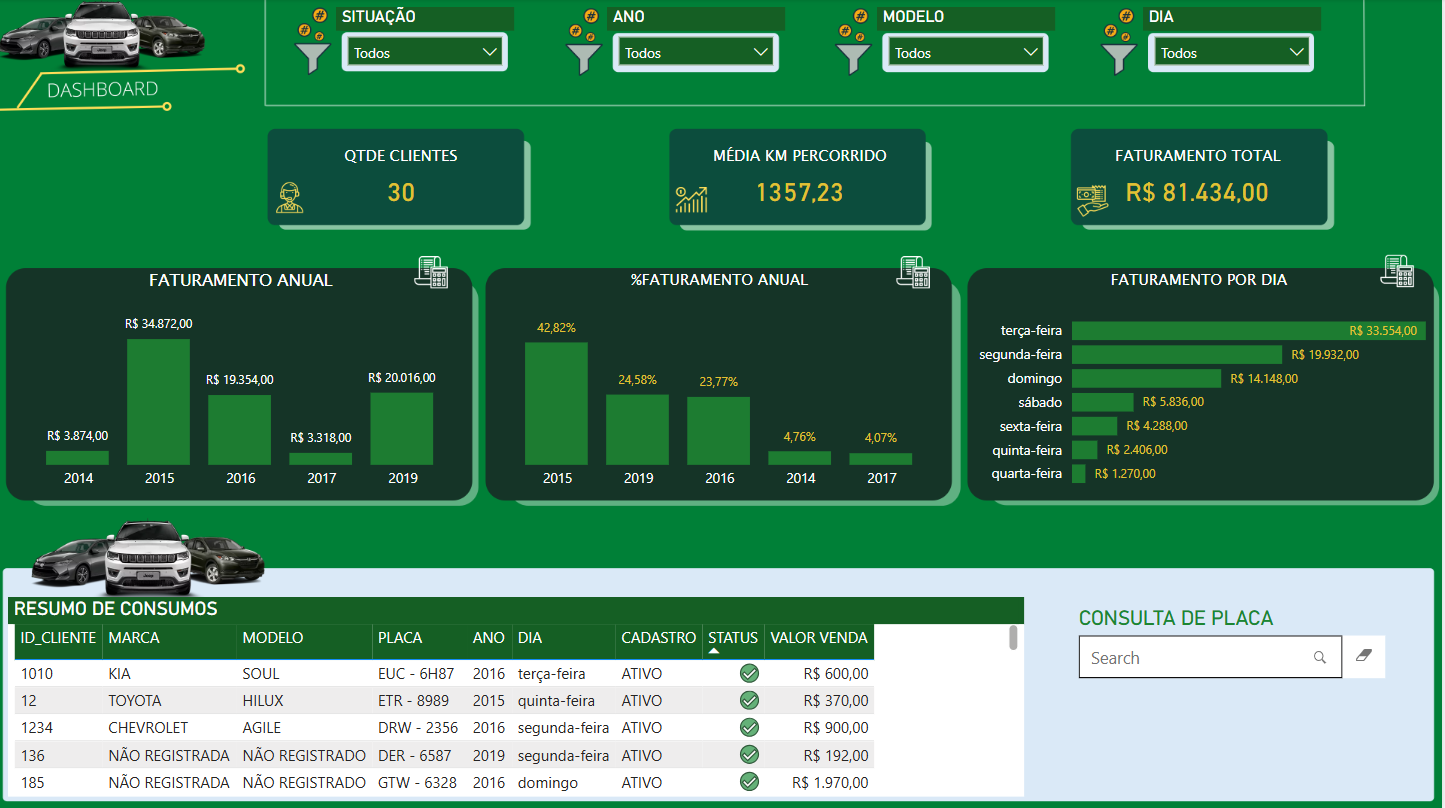 SITUAÇÃO
Todos
ANO
Todos
MODELO
Todos
DIA
Todos
DASHBOARD
QTDE CLIENTES
30
MÉDIA KM PERCORRIDO
1357,23
FATURAMENTO TOTAL
R$ 81.434,00
FATURAMENTO ANUAL
R$ 3.874,00
R$ 34.872,00
R$ 19.354,00
R$ 3.318,00
R$ 20.016,00
2014 2015 2016 2017 2019
%FATURAMENTO ANUAL
42,82%
24,58%
23,77%
4,76%
4,07%
2015 2019 2016 2014 2017
FATURAMENTO POR DIA
terça-feira R$ 33.554,00
segunda-feira R$ 19.932,00
domingo R$ 14.148,00
sábado R$ 5.836,00
sexta-feira R$ 4.288,00
quinta-feira R$ 2.406,00
quarta-feira R$ 1.270,00
RESUMO DE CONSUMOS
ID_CLIENTE MARCA MODELO PLACA ANO DIA CADASTRO STATUS VALOR VENDA
1010 KIA SOUL EUC - 6H87 2016 terça-feira ATIVO R$ 600,00
12 TOYOTA HILUX ETR - 8989 2015 quinta-feira ATIVO R$ 370,00
1234 CHEVROLET AGILE DRW - 2356 2016 segunda-feira ATIVO R$ 900,00
136 NÃO REGISTRADA NÃO REGISTRADO DER - 6587 2019 segunda-feira ATIVO R$ 192,00
185 NÃO REGISTRADA NÃO REGISTRADO GTW - 6328 2016 domingo ATIVO R$ 1.970,00
CONSULTA DE PLACA
Search